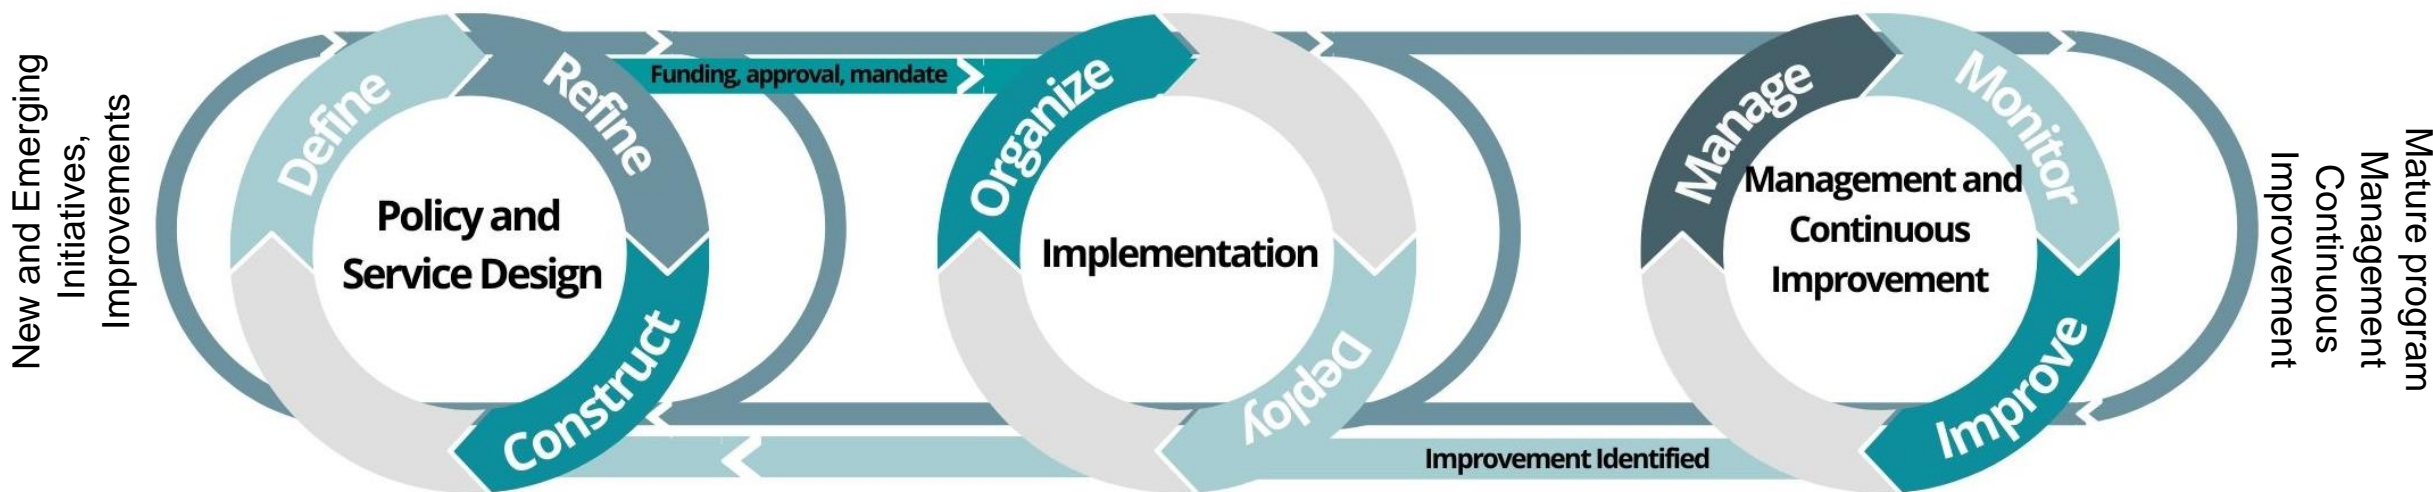 New and Emerging
Initiatives,
Improvements
Define
Refine
Construct
Policy and
Service Design
Funding, approval, mandate
Organize
Deploy
Implementation
Improvement Identified
Manage
Monitor
Improve
Management and
Continuous
Improvement
Mature program
Management
Continuous
Improvement